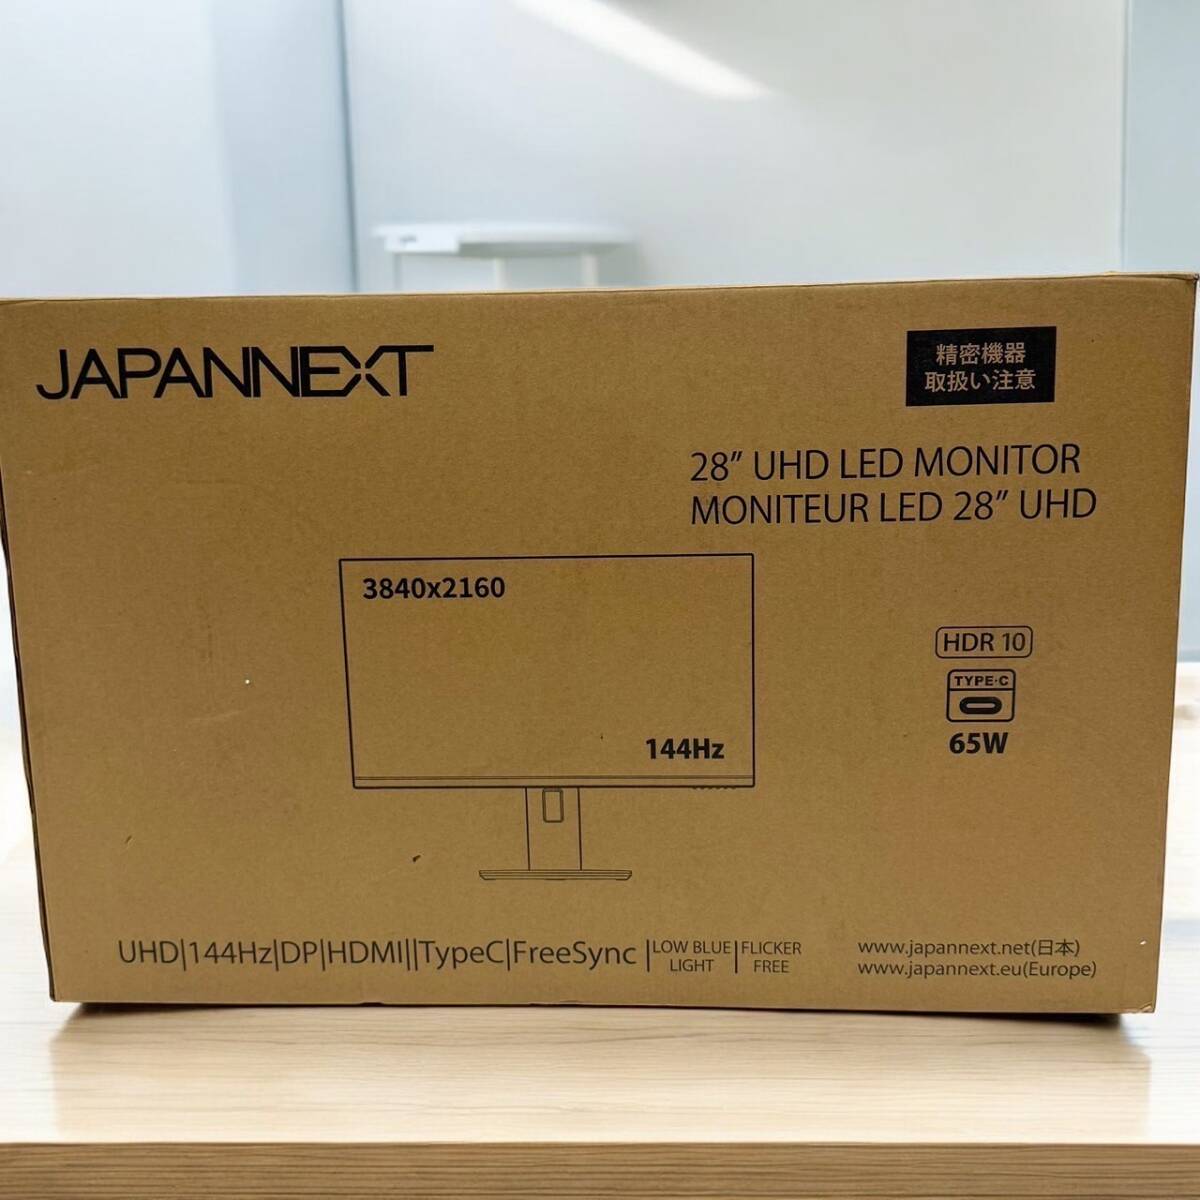 JAPANNEXT
精密機器
取扱い注意
28” UHD LED MONITOR
MONITEUR LED 28” UHD
3840x2160
144Hz
HDR 10
TYPE-C
65W
UHD|144Hz|DP|HDMI||TypeC|FreeSync
LOW BLUE
LIGHT
FLICKER
FREE
www.japannext.net(日本)
www.japannext.eu(Europe)